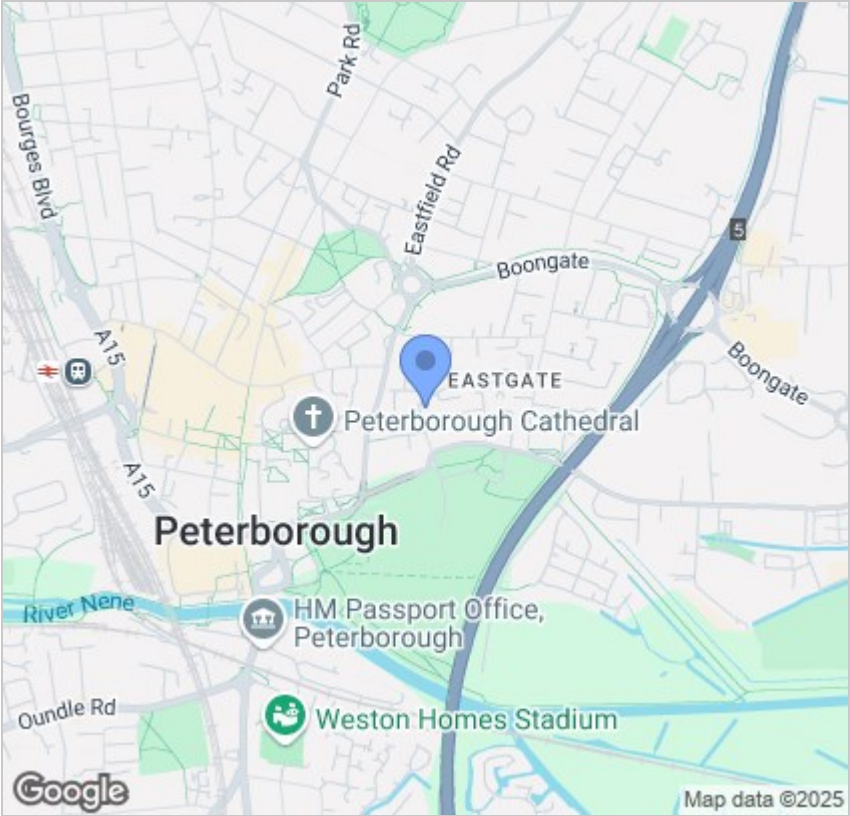 Park Rd
Bourges Blvd
Eastfield Rd
5
Boongate
A15
EASTGATE
Boongate
Peterborough Cathedral
A15
Peterborough
River Nene
HM Passport Office,
Peterborough
Oundle Rd
Weston Homes Stadium
Google
Map data ©2025